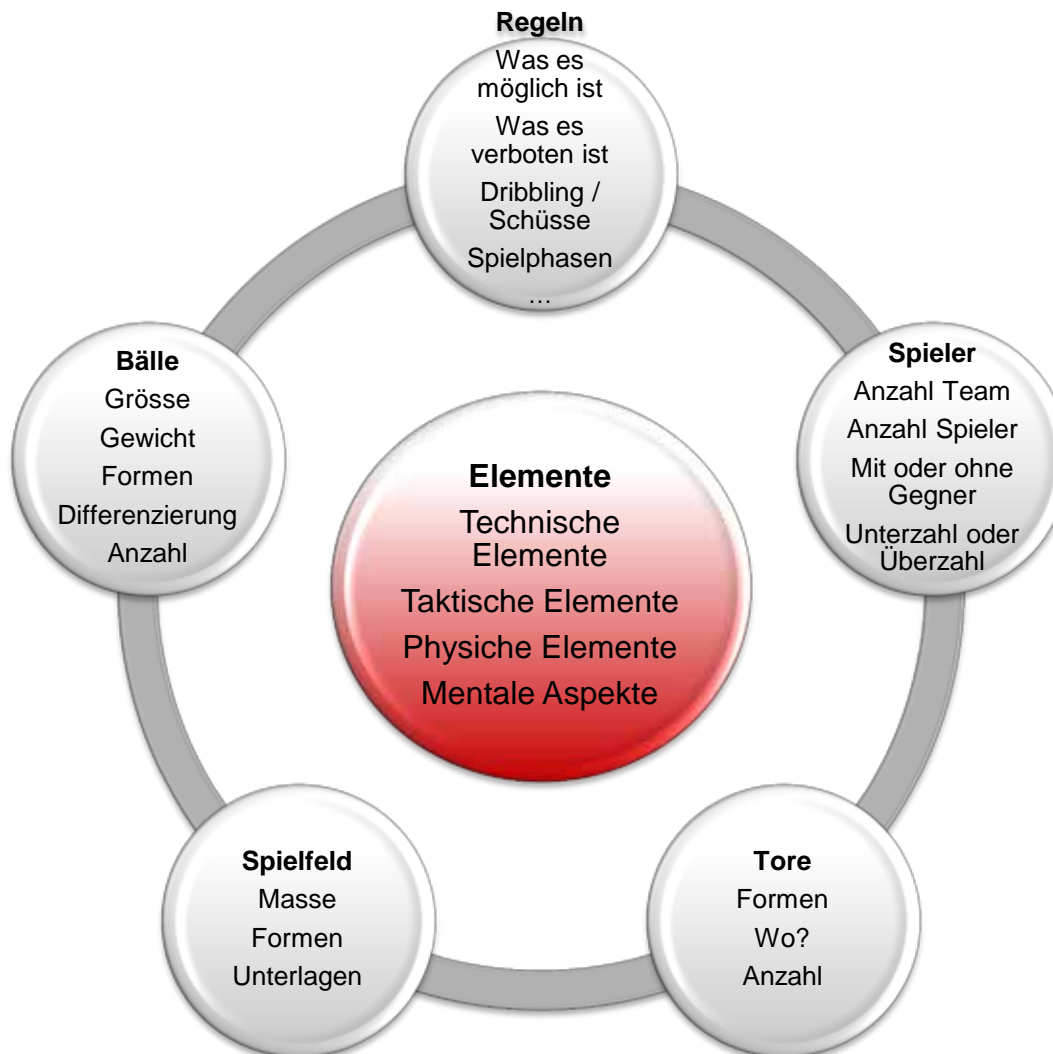 Regeln
Was es
möglich ist
Was es
verboten ist
Dribbling /
Schüsse
Spielphasen
...
Spieler
Anzahl Team
Anzahl Spieler
Mit oder ohne
Gegner
Unterzahl oder
Überzahl
Tore
Formen
Wo?
Anzahl
Spielfeld
Masse
Formen
Unterlagen
Bälle
Grösse
Gewicht
Formen
Differenzierung
Anzahl
Elemente
Technische
Elemente
Taktische Elemente
Physiche Elemente
Mentale Aspekte